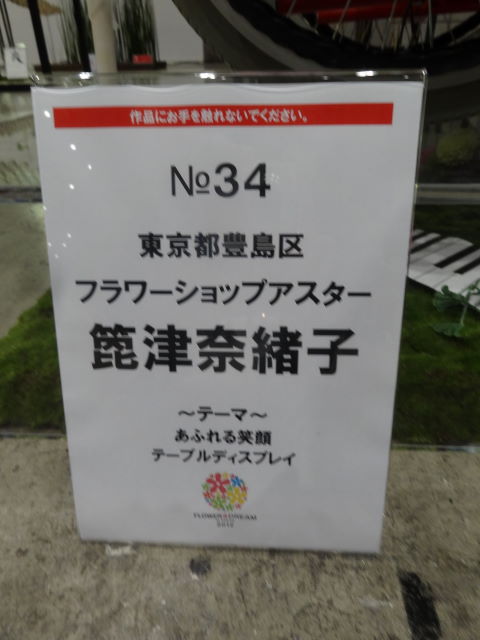 作品にお手を触れないでください。
№34
東京都豊島区
フラワーショップアスター
箆津奈緒子
～テーマ～
あふれる笑顔
テーブルディスプレイ
FLOWER DREAM